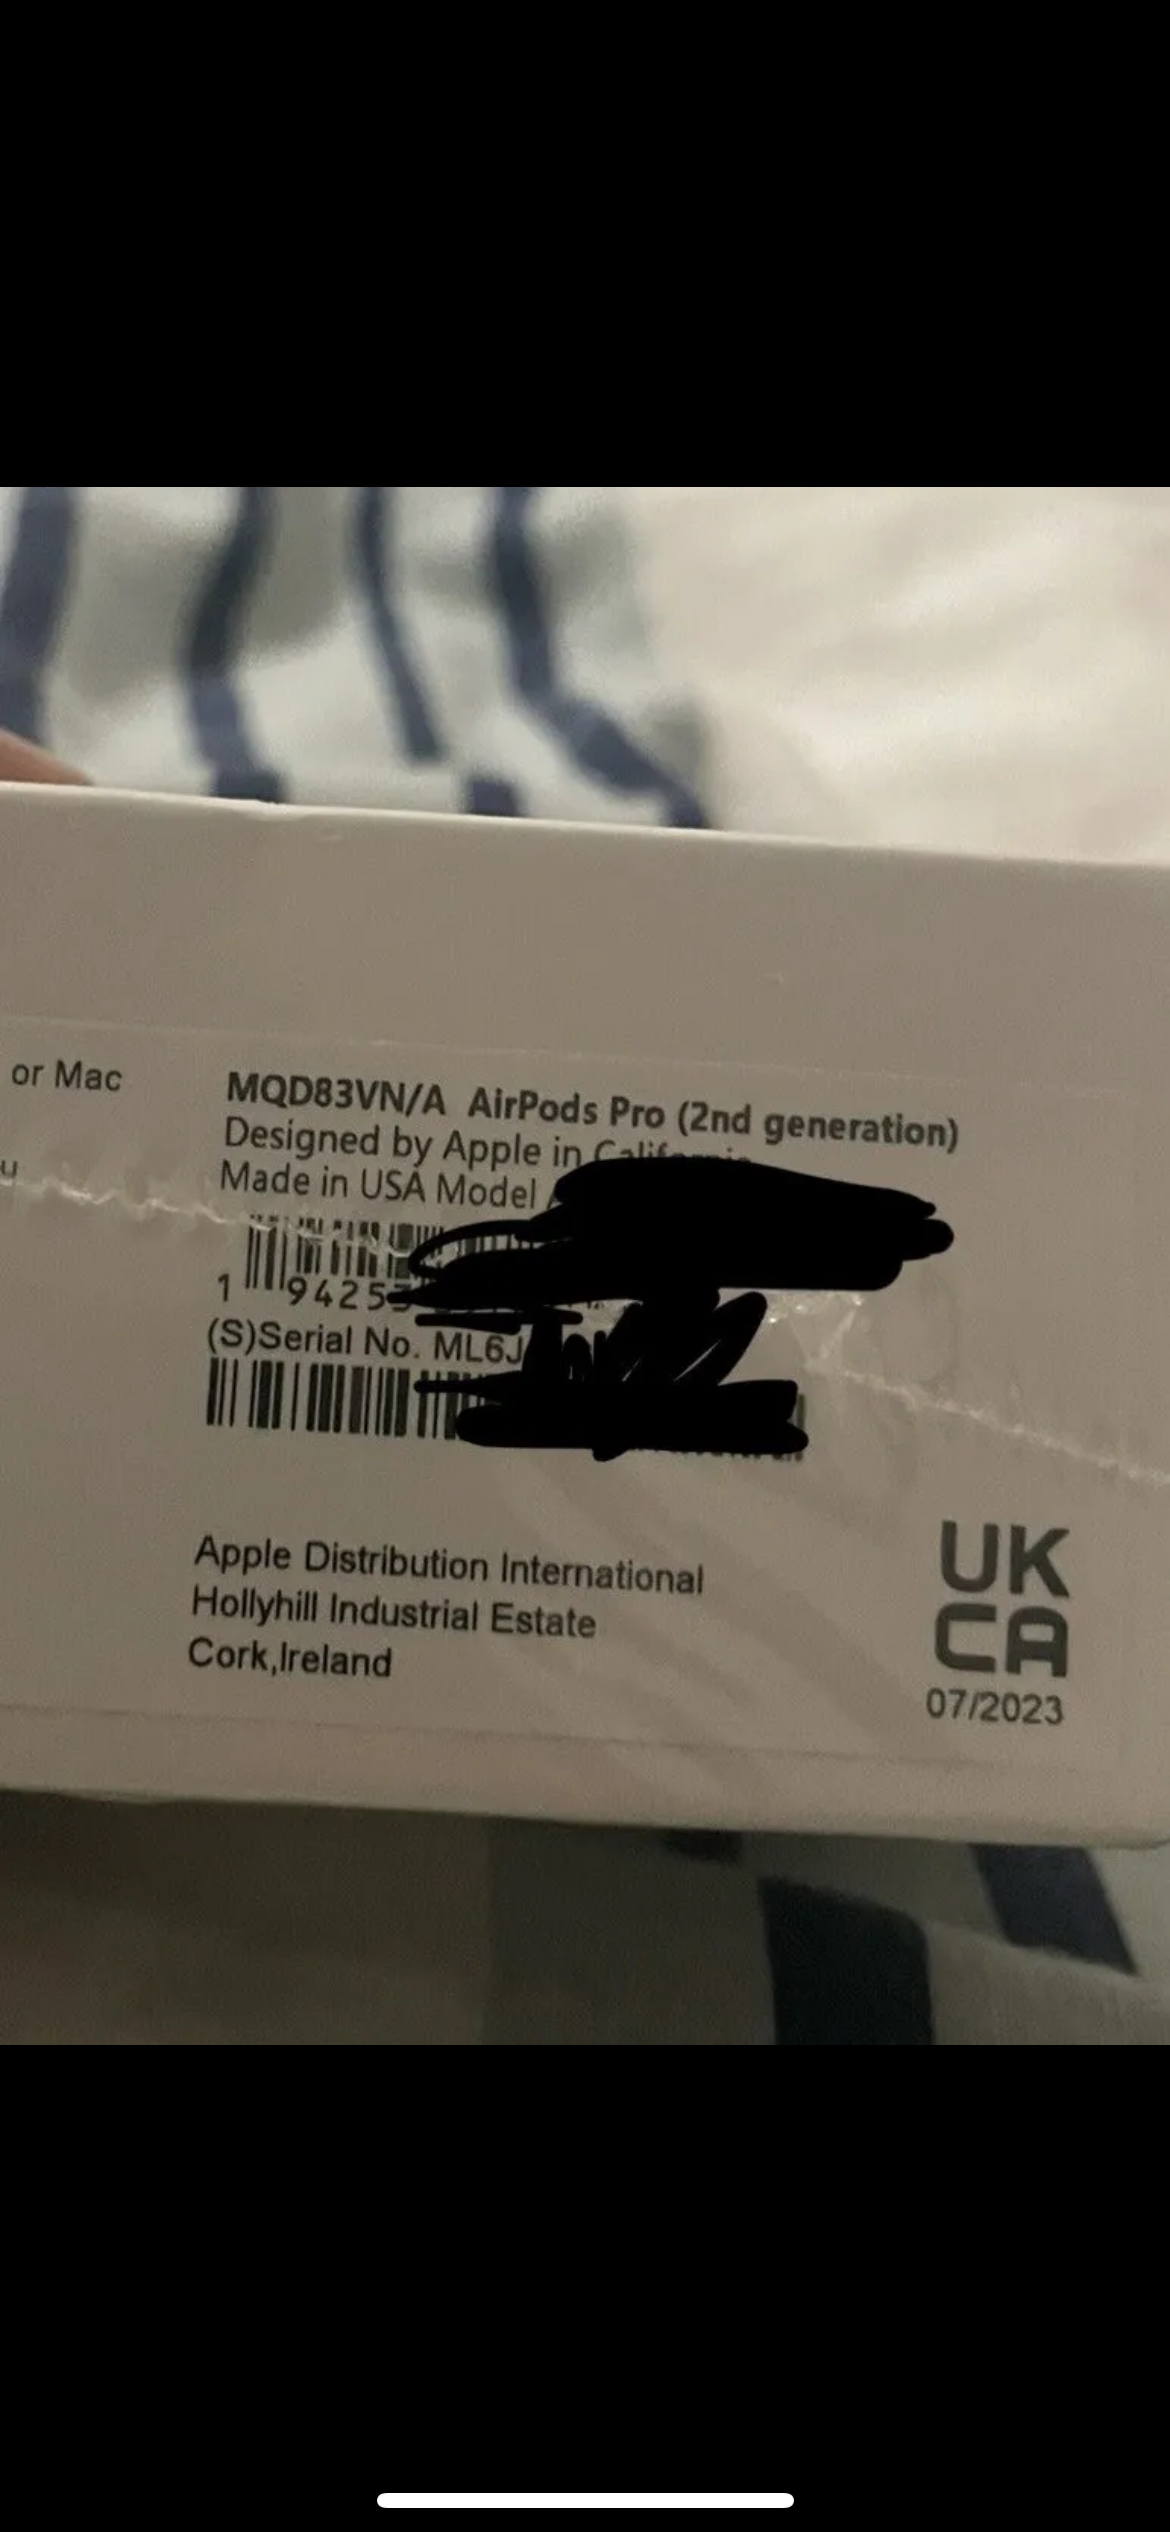 or Mac
u
MQD83VN/A AirPods Pro (2nd generation)
Designed by Apple in California
Made in USA Model
1 9425
(S)Serial No. ML6J
Apple Distribution International
Hollyhill Industrial Estate
Cork,Ireland
UK
CA
07/2023